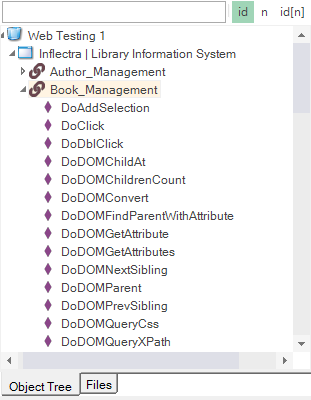 id n id[n]
Web Testing 1
Inflectra | Library Information System
Author_Management
Book_Management
DoAddSelection
DoClick
DoDblClick
DoDOMChildAt
DoDOMChildrenCount
DoDOMConvert
DoDOMFindParentWithAttribute
DoDOMGetAttribute
DoDOMGetAttributes
DoDOMNextSibling
DoDOMParent
DoDOMPrevSibling
DoDOMQueryCss
DoDOMQueryXPath
Object Tree Files